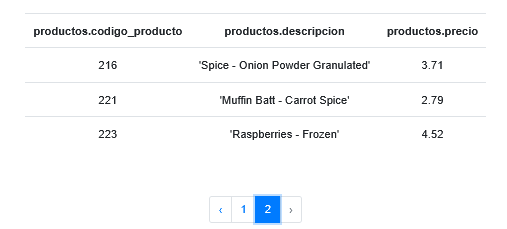 productos.codigo_producto productos.descripcion productos.precio
216 'Spice - Onion Powder Granulated' 3.71
221 'Muffin Batt - Carrot Spice' 2.79
223 'Raspberries - Frozen' 4.52
‹ 1 2 ›